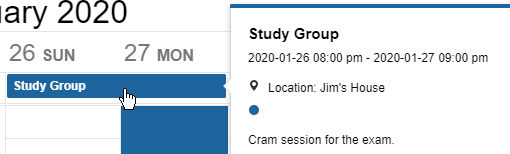 uary 2020
26 SUN
27 MON
Study Group
Study Group
2020-01-26 08:00 pm - 2020-01-27 09:00 pm
Location: Jim's House
Cram session for the exam.